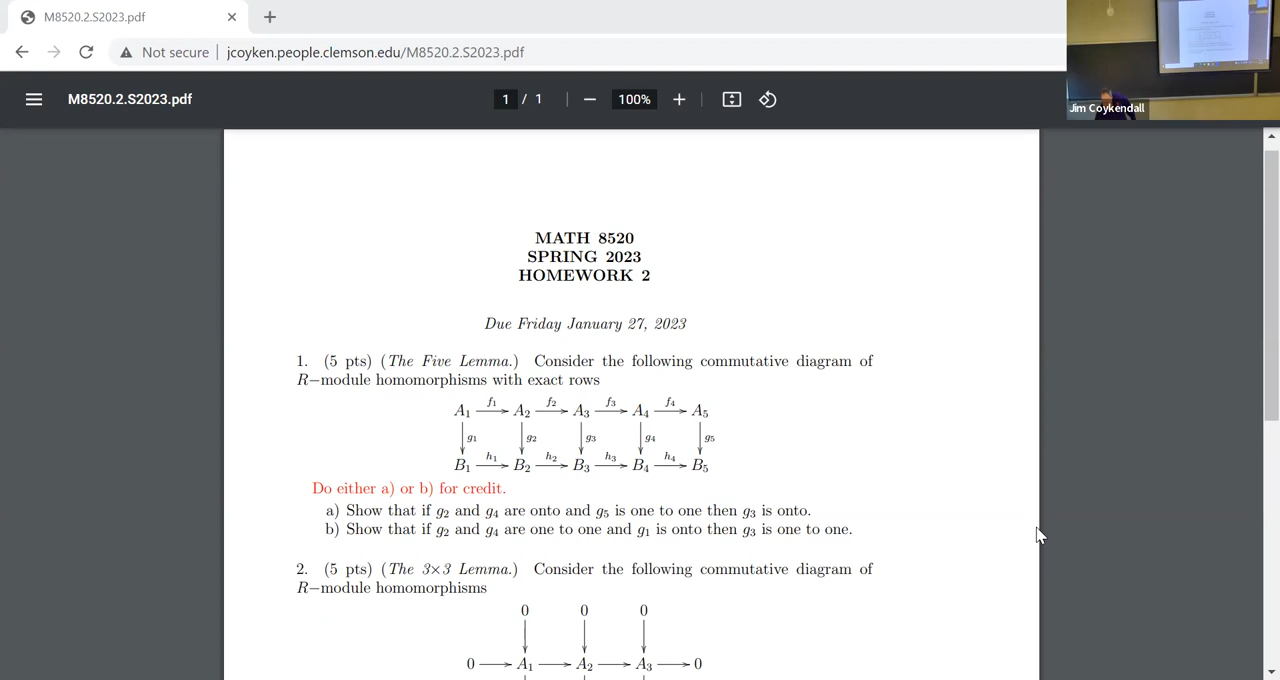 M8520.2.S2023.pdf
Not secure | jcoyken.people.clemson.edu/M8520.2.S2023.pdf
M8520.2.S2023.pdf
1 / 1
100%
Jim Coykendall
MATH 8520
SPRING 2023
HOMEWORK 2
Due Friday January 27, 2023
1. (5 pts) (The Five Lemma.) Consider the following commutative diagram of
R−module homomorphisms with exact rows
f₁ f₂ f₃ f₄
A₁ A₂ A₃ A₄ A₅
g₁ g₂ g₃ g₄ g₅
h₁ h₂ h₃ h₄
B₁ B₂ B₃ B₄ B₅
Do either a) or b) for credit.
a) Show that if g₂ and g₄ are onto and g₅ is one to one then g₃ is onto.
b) Show that if g₂ and g₄ are one to one and g₁ is onto then g₃ is one to one.
2. (5 pts) (The 3×3 Lemma.) Consider the following commutative diagram of
R−module homomorphisms
0 0 0
0 A₁ A₂ A₃ 0